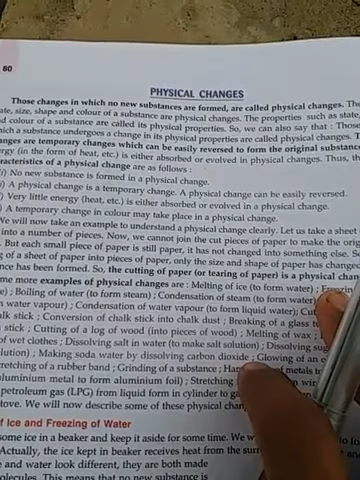 60
PHYSICAL CHANGES
Those changes in which no new substances are formed, are called physical changes. The
ate, size, shape and colour of a substance are physical changes. The properties such as state,
d colour of a substance are called its physical properties. So, we can also say that : Those
hich a substance undergoes a change in its physical properties are called physical changes.
anges are temporary changes which can be easily reversed to form the original substance
ergy (in the form of heat, etc.) is either absorbed or evolved in physical changes. Thus, th
aracteristics of a physical change are as follows :
i) No new substance is formed in a physical change.
) A physical change is a temporary change. A physical change can be easily reversed.
) Very little energy (heat, etc.) is either absorbed or evolved in a physical change.
) A temporary change in colour may take place in a physical change.
We will now take an example to understand a physical change clearly. Let us take a sheet
into a number of pieces. Now, we cannot join the cut pieces of paper to make the orig
. But each small piece of paper is still paper, it has not changed into something else. So
g of a sheet of paper into pieces of paper, only the size and shape of paper has changed
nce has been formed. So, the cutting of paper (or tearing of paper) is a physical chan
me more examples of physical changes are : Melting of ice (to form water) ; Freezin
) ; Boiling of water (to form steam) ; Condensation of steam (to form water)
m water vapour) ; Condensation of water vapour (to form liquid water) ; Cu
lk stick ; Conversion of chalk stick into chalk dust ; Breaking of a glass t
stick ; Cutting of a log of wood (into pieces of wood) ; Melting of wax ;
of wet clothes ; Dissolving salt in water (to make salt solution) ; Dissolving sug
lution) ; Making soda water by dissolving carbon dioxide ; Glowing of an e
retching of a rubber band ; Grinding of a substance ; Ham of metals to
aluminium metal to form aluminium foil) ; Stretching
petroleum gas (LPG) from liquid form in cylinder to ga
tove. We will now describe some of these physical chan
f Ice and Freezing of Water
some ice in a beaker and keep it aside for some time. We w
Actually, the ice kept in beaker receives heat from the surr
e and water look different, they are both made
olecules. This means that no new substance is